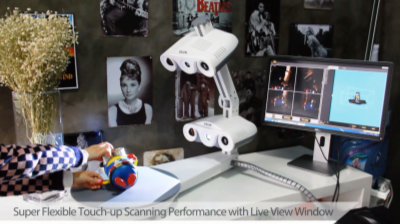 BEATLES
Super Flexible Touch-up Scanning Performance with Live View Window